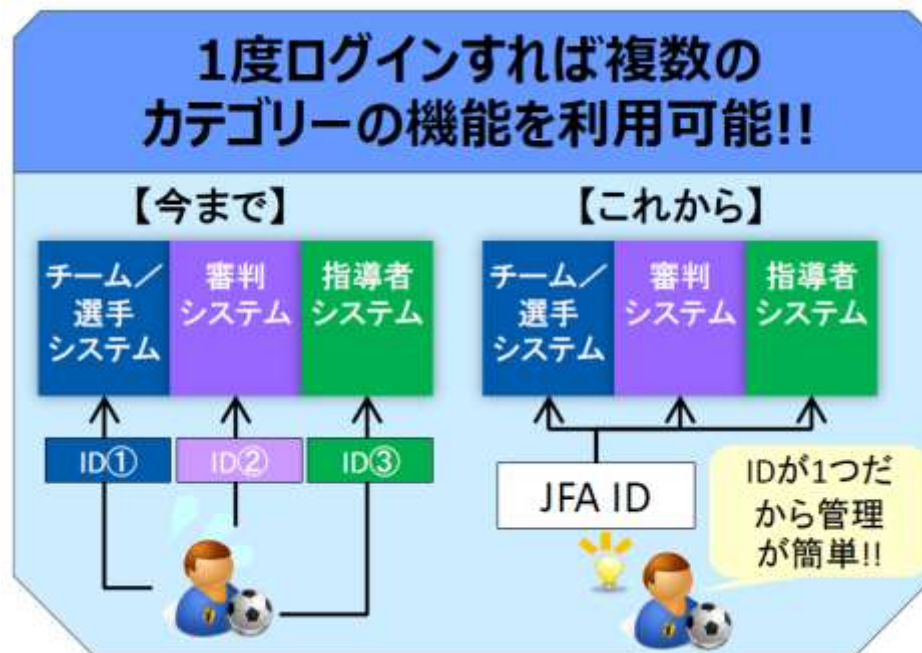 1度ログインすれば複数の
カテゴリーの機能を利用可能!!
【今まで】
チーム／
選手
システム
審判
システム
指導者
システム
ID①
ID②
ID③
【これから】
チーム／
選手
システム
審判
システム
指導者
システム
JFA ID
IDが1つだ
から管理
が簡単!!